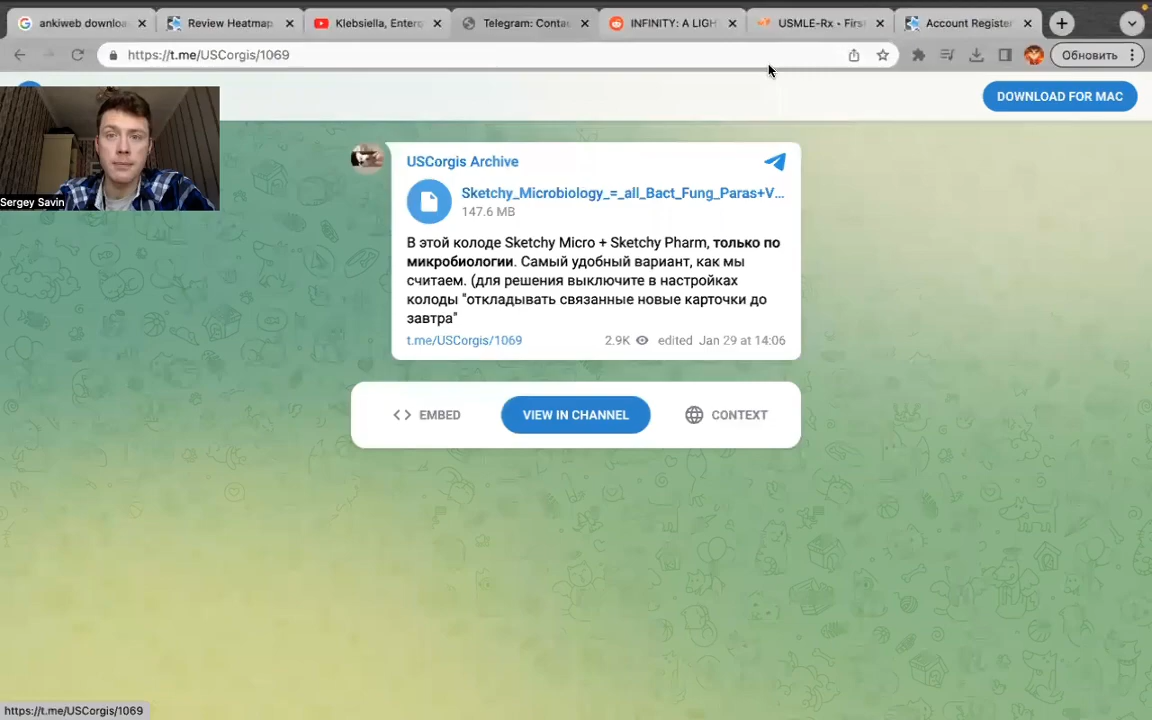 ankiweb downloa
Review Heatmap
Klebsiella, Entero
Telegram: Contac
INFINITY: A LIGH
USMLE-Rx • Firs
Account Register
https://t.me/USCorgis/1069
Обновить
DOWNLOAD FOR MAC
Sergey Savin
USCorgis Archive
Sketchy_Microbiology_=_all_Bact_Fung_Paras+V...
147.6 MB
В этой колоде Sketchy Micro + Sketchy Pharm, только по
микробиологии. Самый удобный вариант, как мы
считаем. (для решения выключите в настройках
колоды "откладывать связанные новые карточки до
завтра"
t.me/USCorgis/1069 2.9K edited Jan 29 at 14:06
EMBED VIEW IN CHANNEL CONTEXT
https://t.me/USCorgis/1069